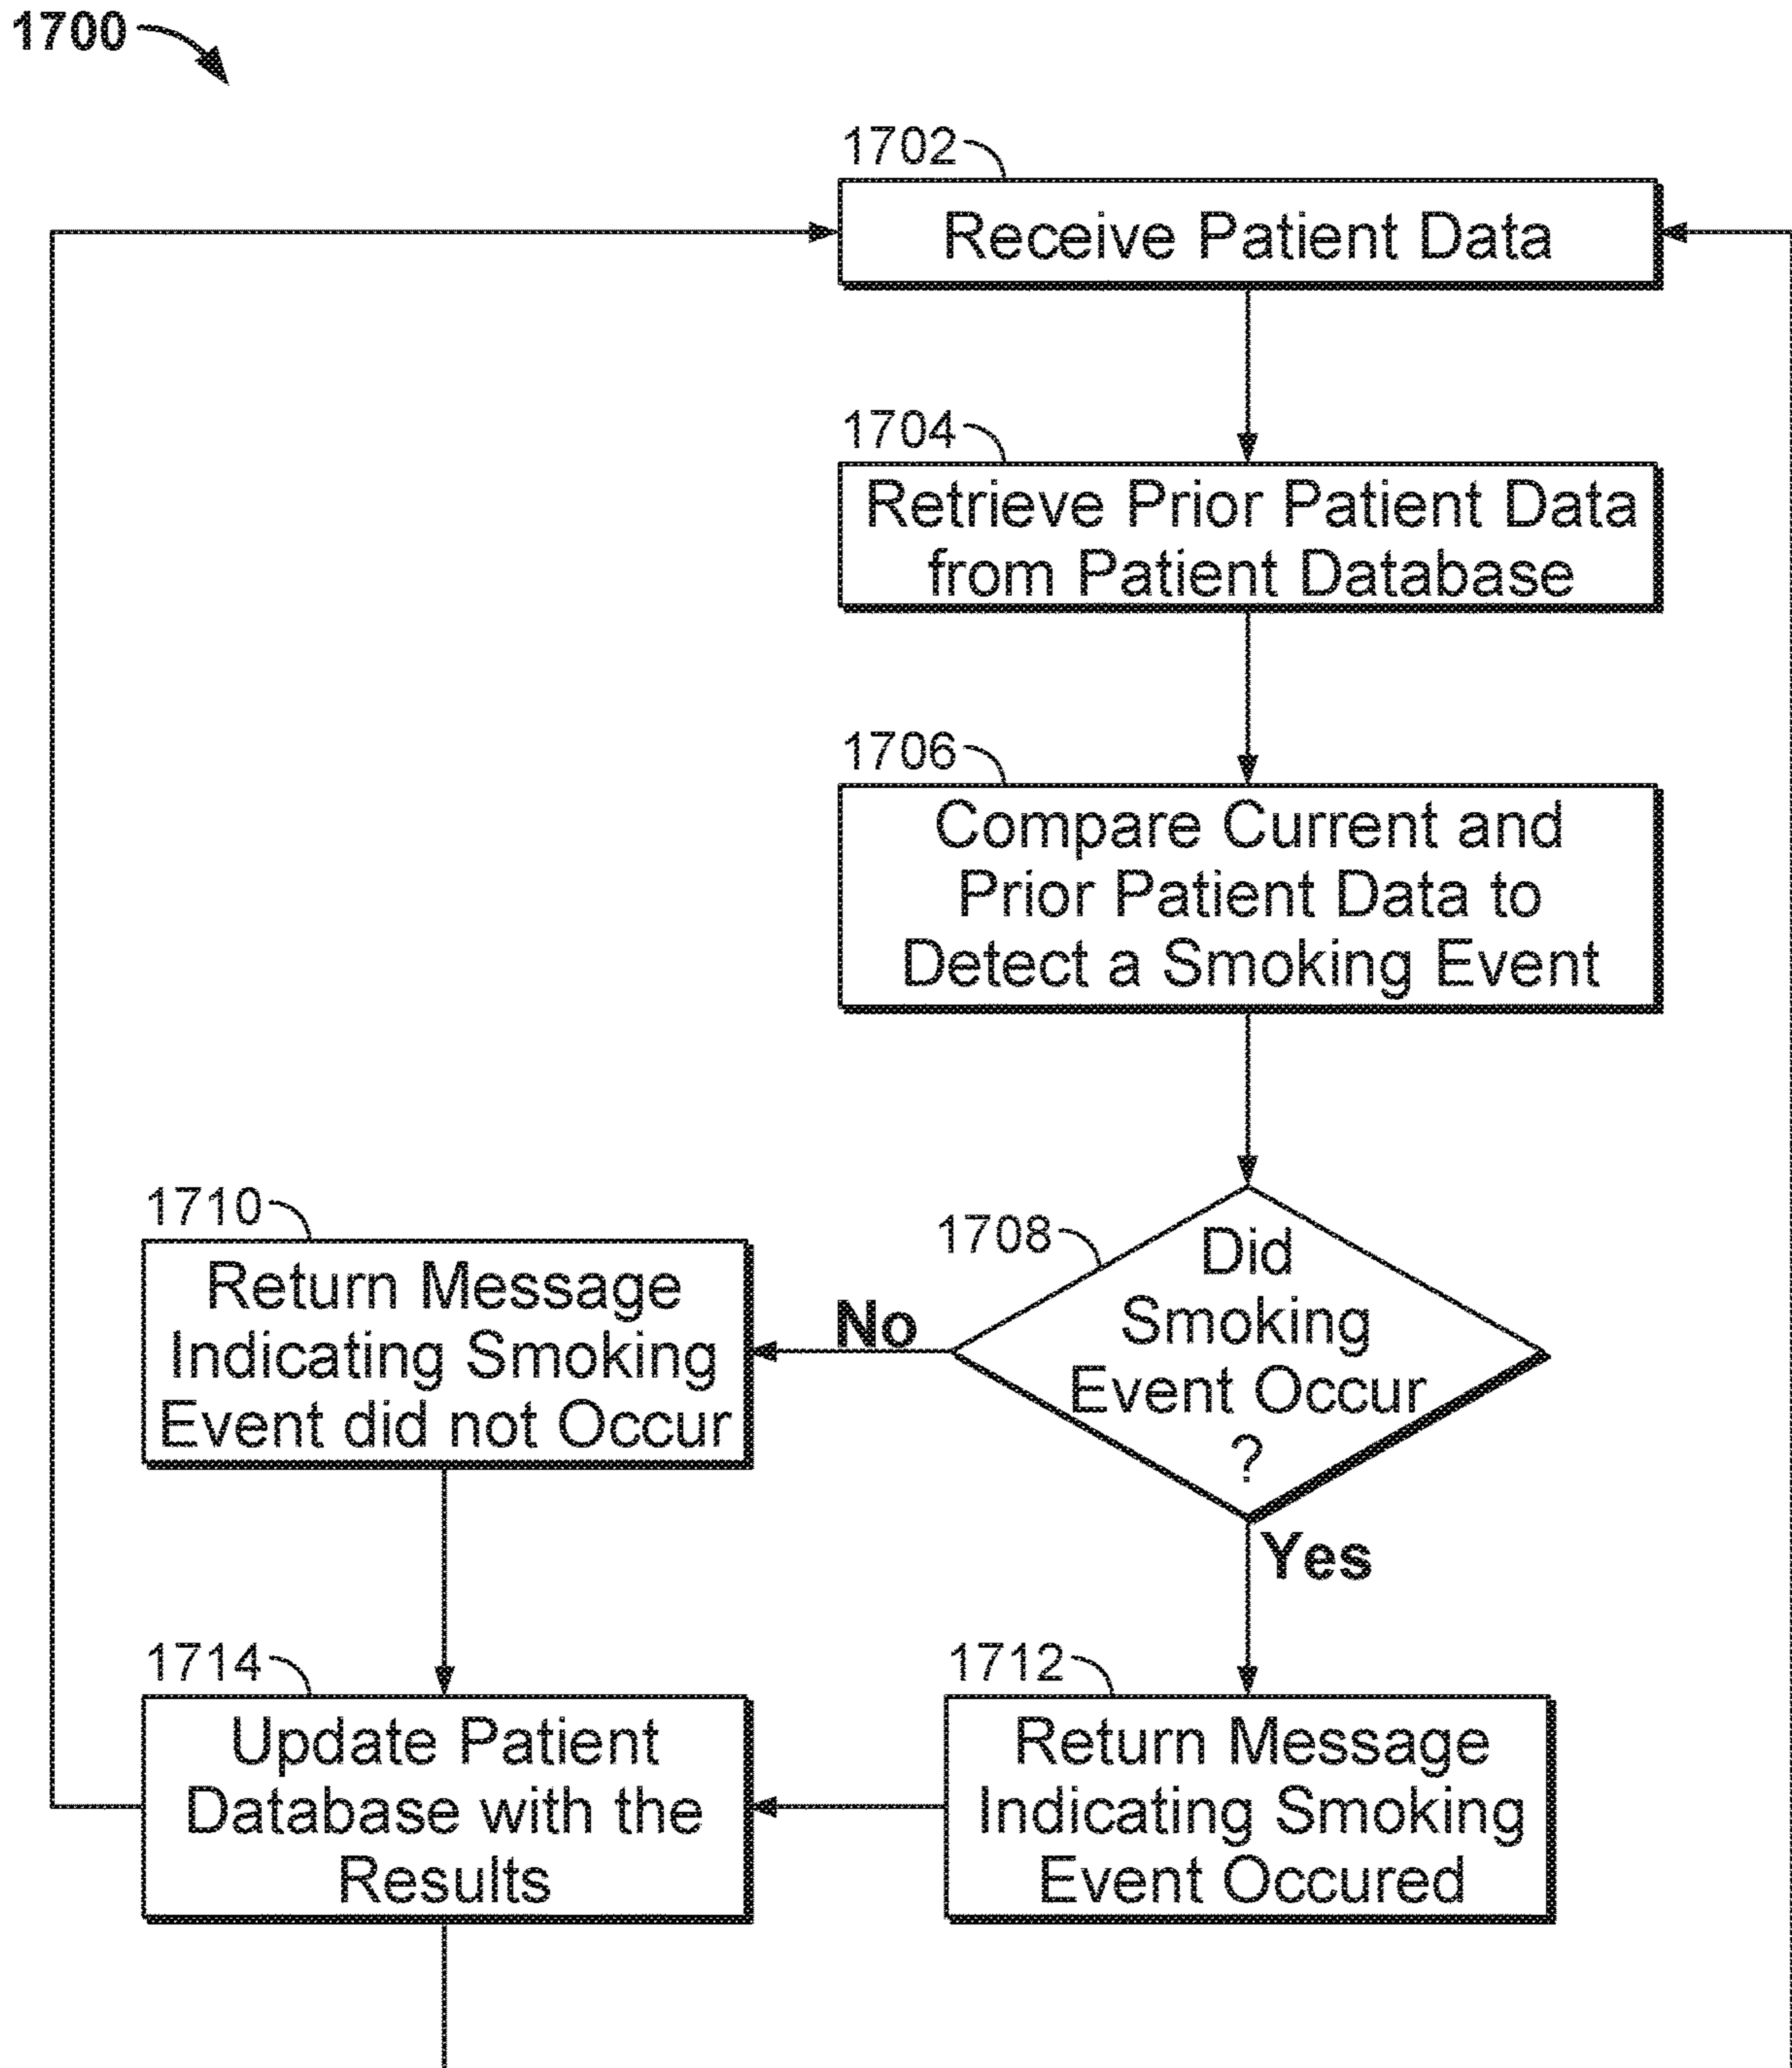 1700
1702
Receive Patient Data
1704
Retrieve Prior Patient Data
from Patient Database
1706
Compare Current and
Prior Patient Data to
Detect a Smoking Event
1708
Did
Smoking
Event Occur
?
No
1710
Return Message
Indicating Smoking
Event did not Occur
Yes
1712
Return Message
Indicating Smoking
Event Occured
1714
Update Patient
Database with the
Results